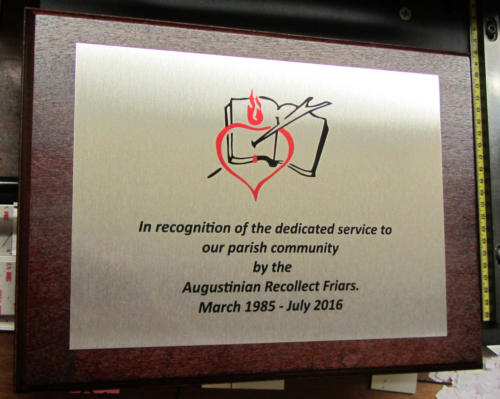 In recognition of the dedicated service to
our parish community
by the
Augustinian Recollect Friars.
March 1985 - July 2016